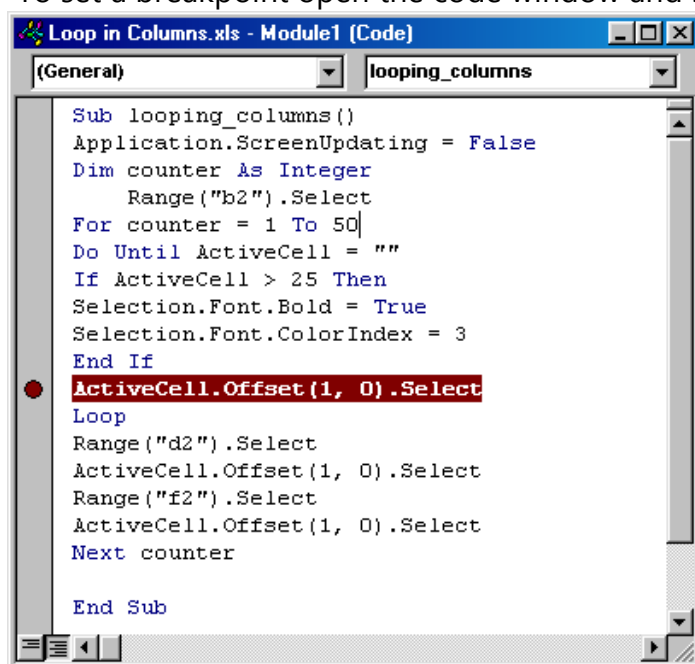 To set a breakpoint open the code window and
Loop in Columns.xls - Module1 (Code)
(General) looping_columns
Sub looping_columns()
Application.ScreenUpdating = False
Dim counter As Integer
    Range("b2").Select
For counter = 1 To 50
Do Until ActiveCell = ""
If ActiveCell > 25 Then
Selection.Font.Bold = True
Selection.Font.ColorIndex = 3
End If
ActiveCell.Offset(1, 0).Select
Loop
Range("d2").Select
ActiveCell.Offset(1, 0).Select
Range("f2").Select
ActiveCell.Offset(1, 0).Select
Next counter
End Sub